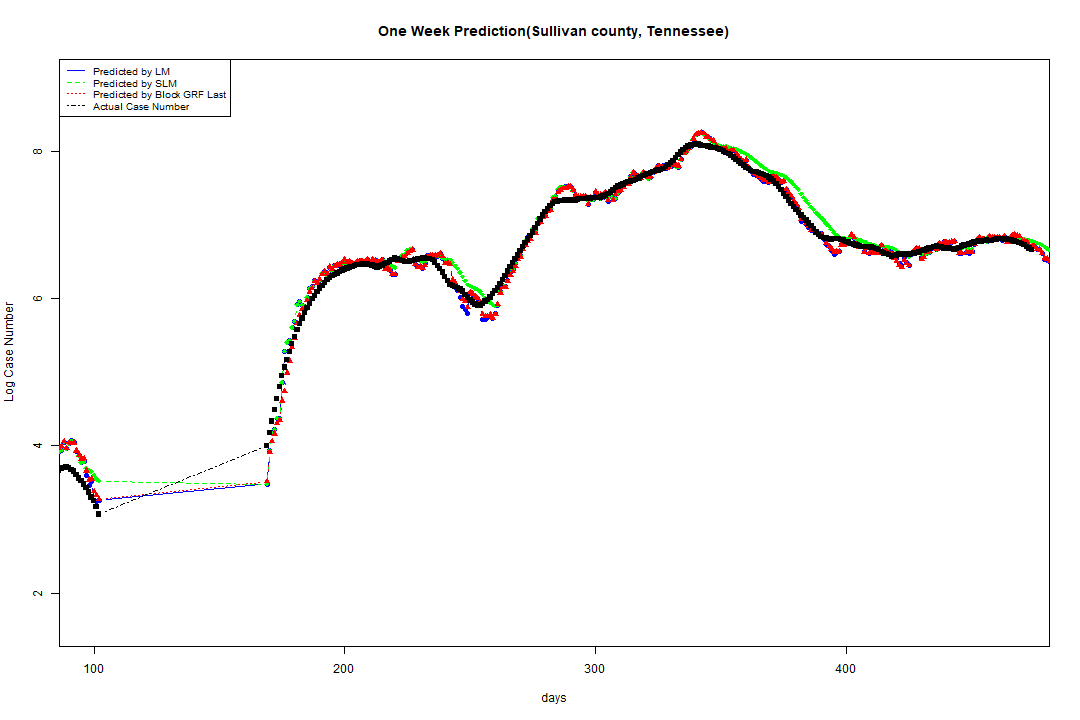 One Week Prediction(Sullivan county, Tennessee)
Predicted by LM
Predicted by SLM
Predicted by Block GRF Last
Actual Case Number
Log Case Number
8
6
4
2
100 200 300 400
days